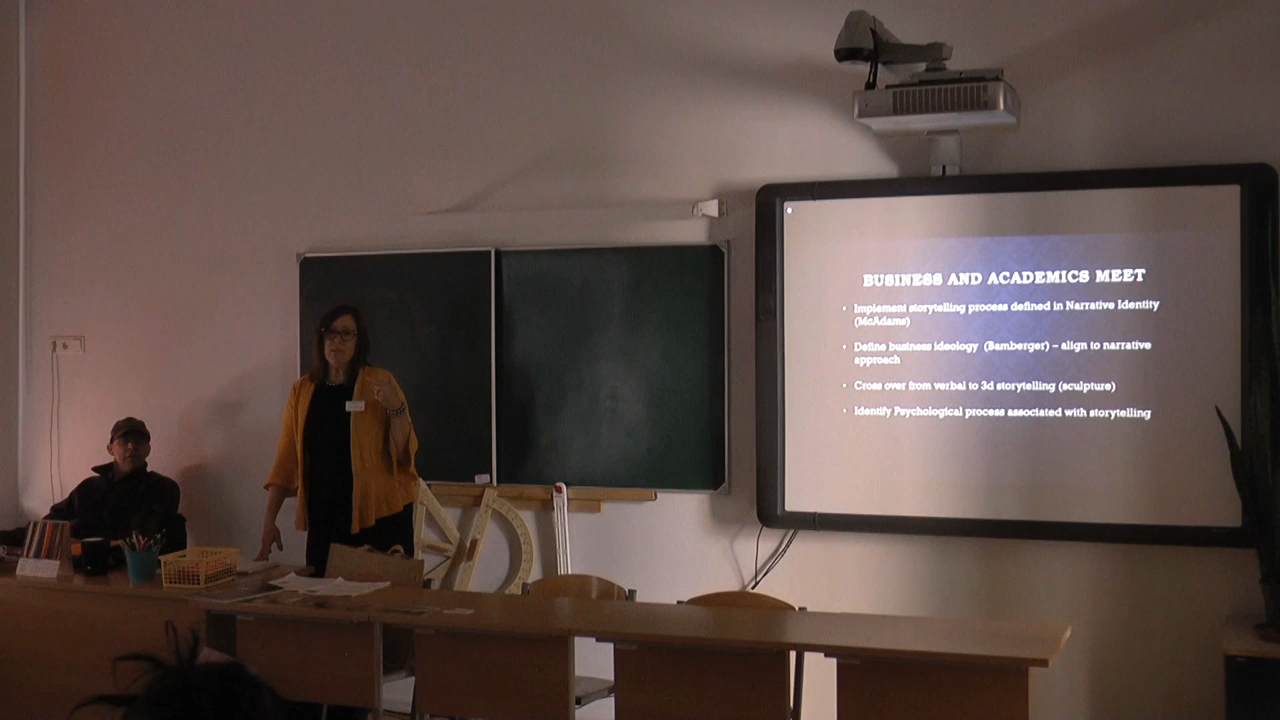 BUSINESS AND ACADEMICS MEET
• Implement storytelling process defined in Narrative Identity
(McAdams)
• Define business ideology (Bamberger) – align to narrative
approach
• Cross over from verbal to 3d storytelling (sculpture)
• Identify Psychological process associated with storytelling